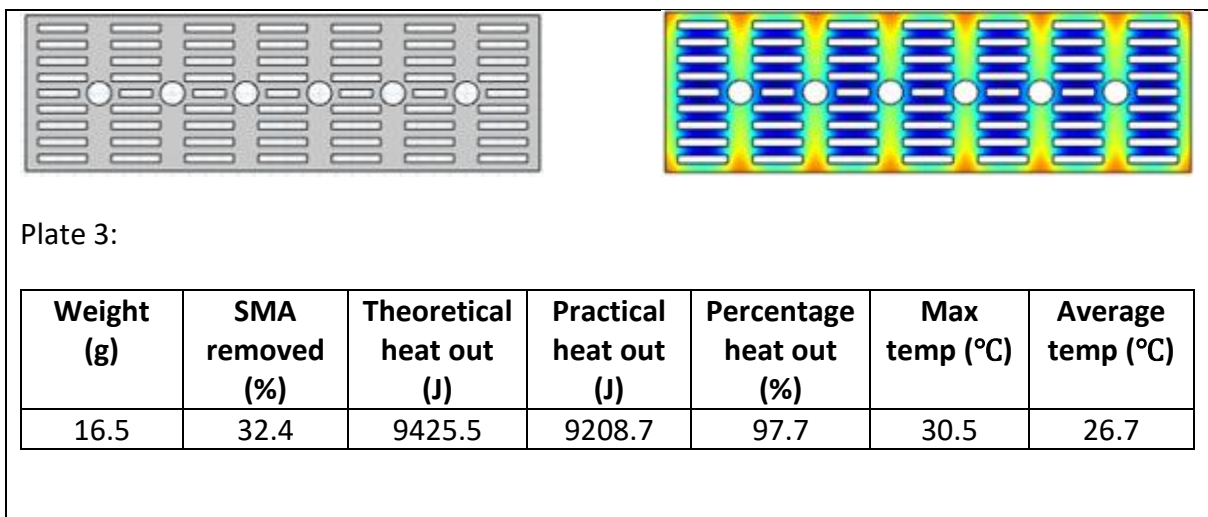 Plate 3:
Weight (g) SMA removed (%) Theoretical heat out (J) Practical heat out (J) Percentage heat out (%) Max temp (℃) Average temp (℃)
16.5 32.4 9425.5 9208.7 97.7 30.5 26.7